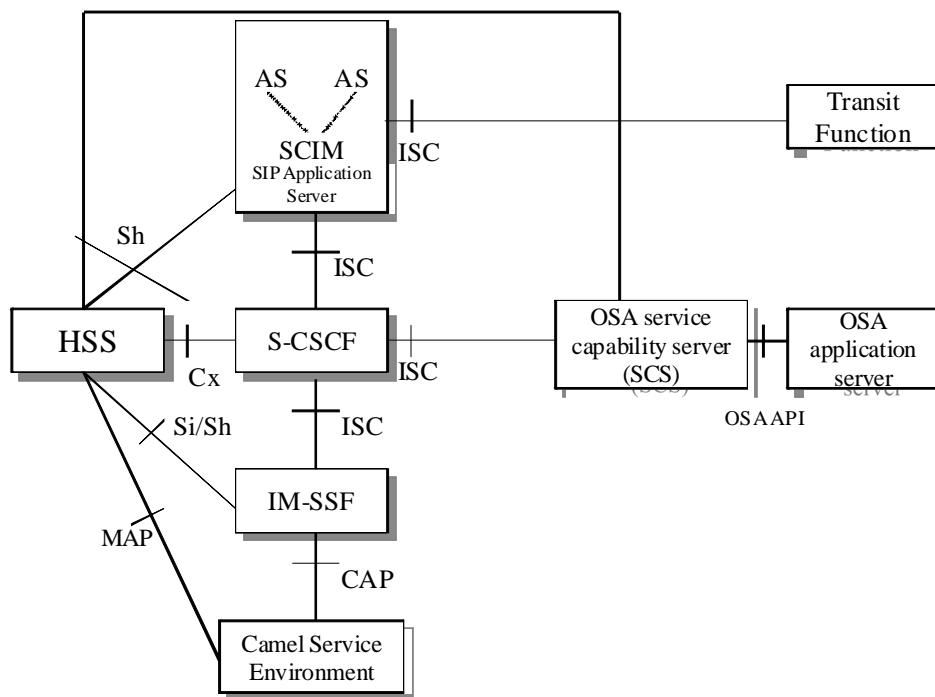 AS AS
SCIM
SIP Application
Server
ISC
Transit
Function
Sh
ISC
HSS
Cx
S-CSCF
ISC
OSA service
capability server
(SCS)
OSA API
OSA
application
server
Si/Sh
ISC
IM-SSF
MAP
CAP
Camel Service
Environment